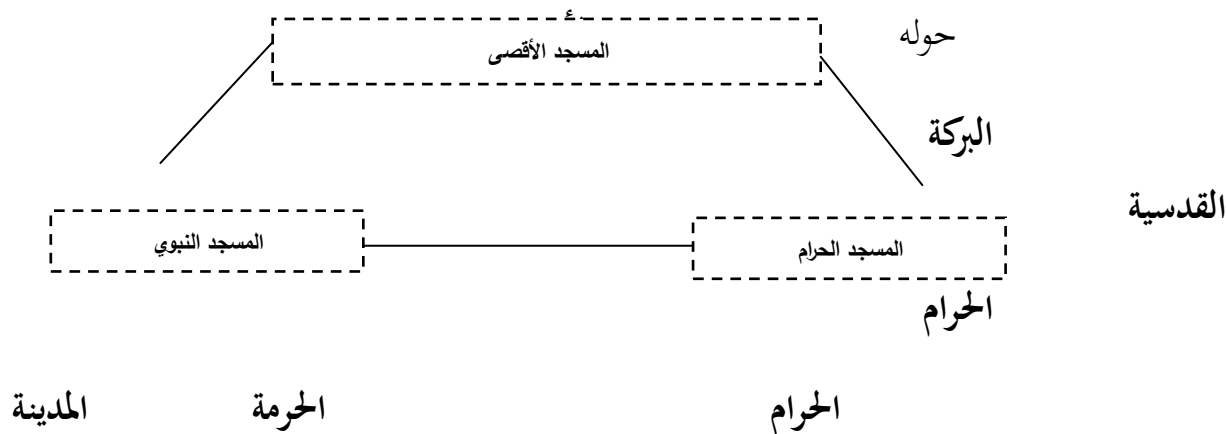 حوله
المسجد الأقصى
البركة
القدسية
المسجد الحرام
المسجد النبوي
الحرام
الحرام
الحرمة
المدينة